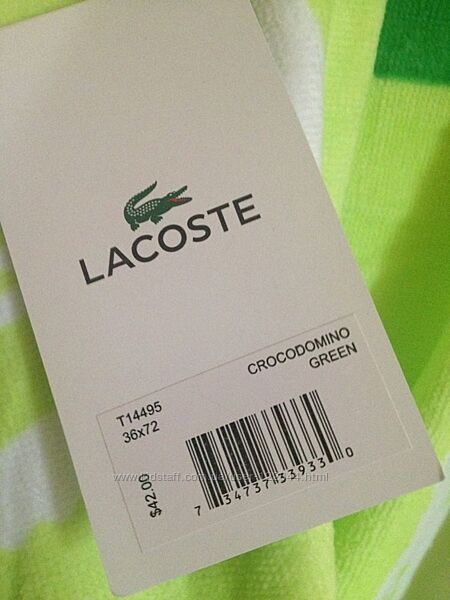 LACOSTE
CROCODOMINO
GREEN
T14495
36x72
$42.00
7 34737 33933 0